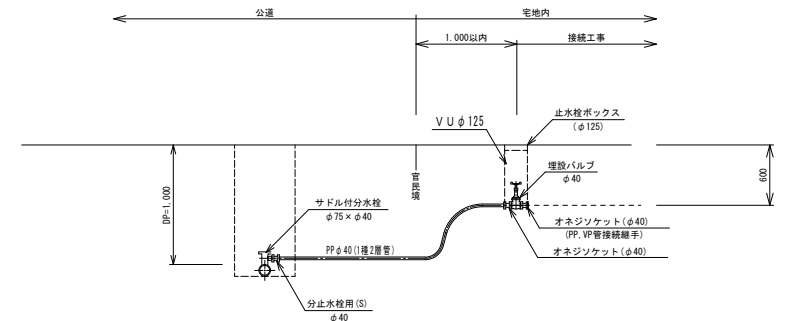 公道
宅地内
1.000以内
接続工事
VUφ125
止水栓ボックス
(φ125)
埋設バルブ
φ40
600
DP=1,000
サドル付分水栓
φ75×φ40
官民境
PPφ40(1種2層管)
オネジソケット(φ40)
(PP,VP管接続継手)
オネジソケット(φ40)
分止水栓用(S)
φ40